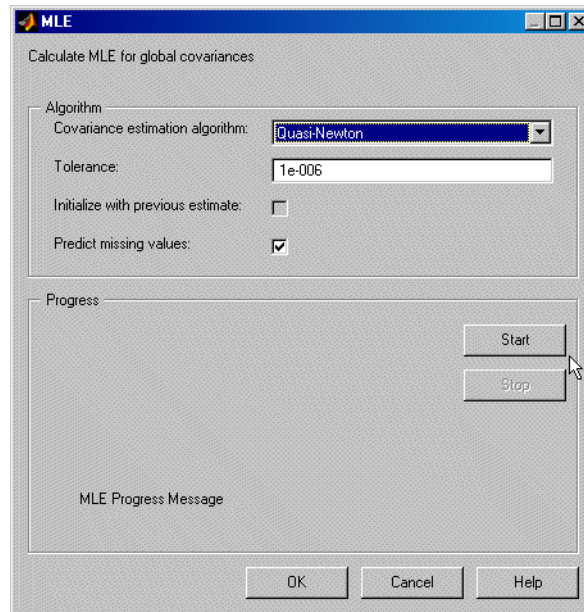 MLE
Calculate MLE for global covariances
Algorithm
Covariance estimation algorithm: Quasi-Newton
Tolerance: 1e-006
Initialize with previous estimate:
Predict missing values:
Progress
Start
Stop
MLE Progress Message
OK Cancel Help